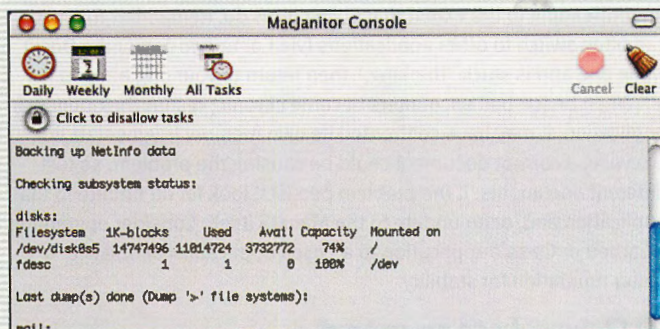 MacJanitor Console
Daily Weekly Monthly All Tasks Cancel Clear
Click to disallow tasks
Backing up NetInfo data
Checking subsystem status:
disks:
Filesystem 1K-blocks Used Avail Capacity Mounted on
/dev/disk0s5 14747496 11014724 3732772 74% /
fdesc 1 1 0 100% /dev
Last dump(s) done (Dump '>' file systems):
mail: